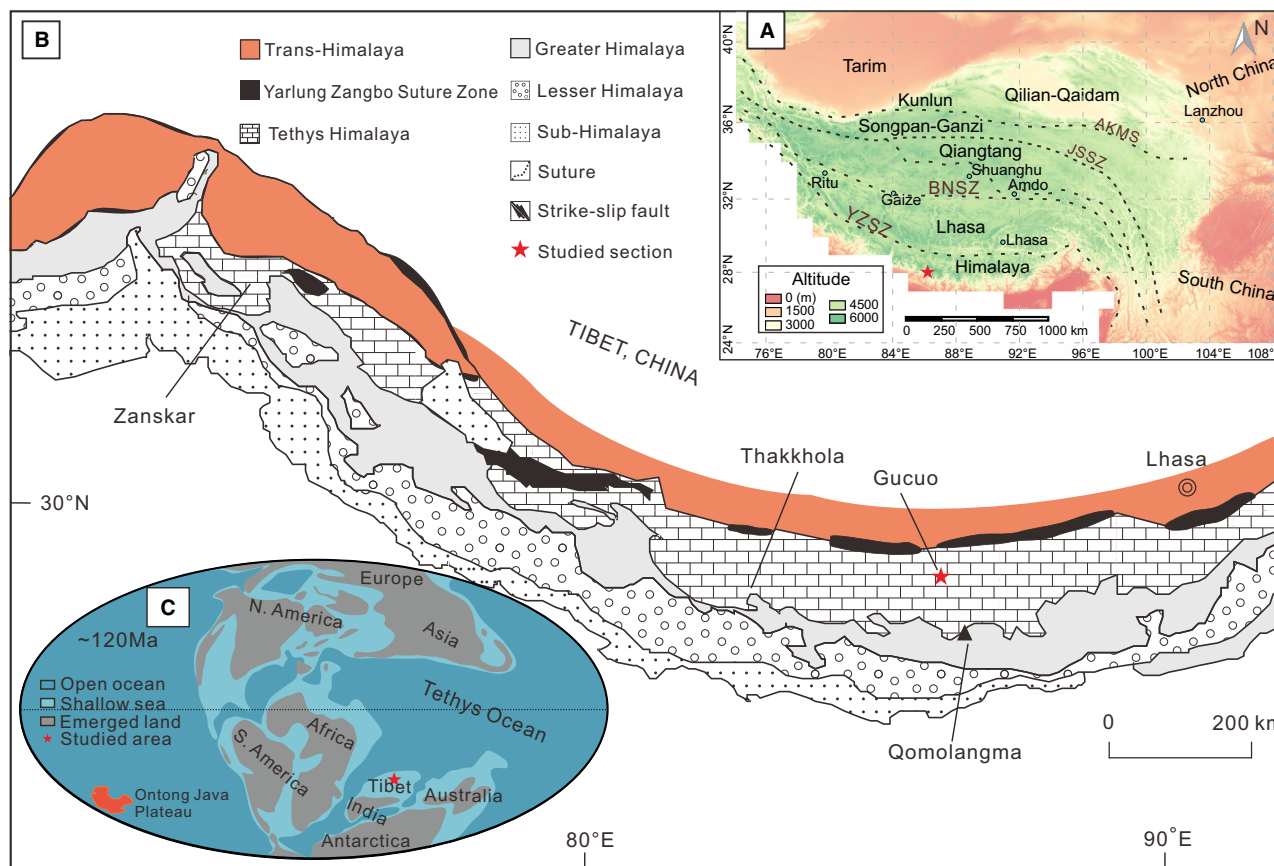 B
Trans-Himalaya
Yarlung Zangbo Suture Zone
Tethys Himalaya
Greater Himalaya
Lesser Himalaya
Sub-Himalaya
Suture
Strike-slip fault
Studied section
A
N
40°N
36°N
32°N
28°N
24°N
Tarim
North China
Kunlun
Qilian-Qaidam
Lanzhou
Songpan-Ganzi
AKMS
JSSZ
Qiangtang
Shuanghu
Ritu
BNSZ
Amdo
Gaize
YZSZ
Lhasa
Lhasa
Himalaya
South China
Altitude
0 (m)
1500
3000
4500
6000
0 250 500 750 1000 km
76°E 80°E 84°E 88°E 92°E 96°E 100°E 104°E 108°
TIBET, CHINA
Zanskar
Thakkhola
Gucuo
Lhasa
30°N
Qomolangma
0 200 km
80°E
90°E
C
~120Ma
Europe
N. America
Asia
Open ocean
Shallow sea
Emerged land
Studied area
Tethys Ocean
Africa
S. America
Tibet
India
Australia
Antarctica
Ontong Java
Plateau